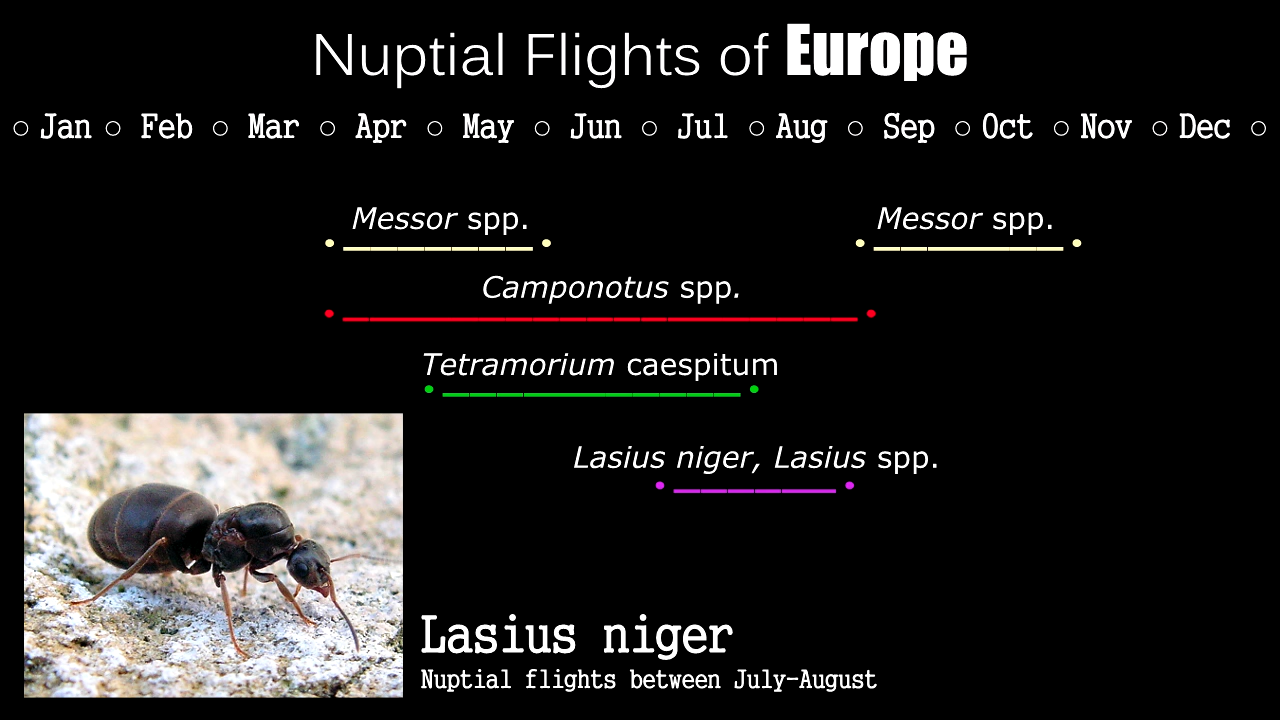 Nuptial Flights of Europe
○ Jan ○ Feb ○ Mar ○ Apr ○ May ○ Jun ○ Jul ○ Aug ○ Sep ○ Oct ○ Nov ○ Dec ○
Messor spp. Messor spp.
Camponotus spp.
Tetramorium caespitum
Lasius niger, Lasius spp.
Lasius niger
Nuptial flights between July-August